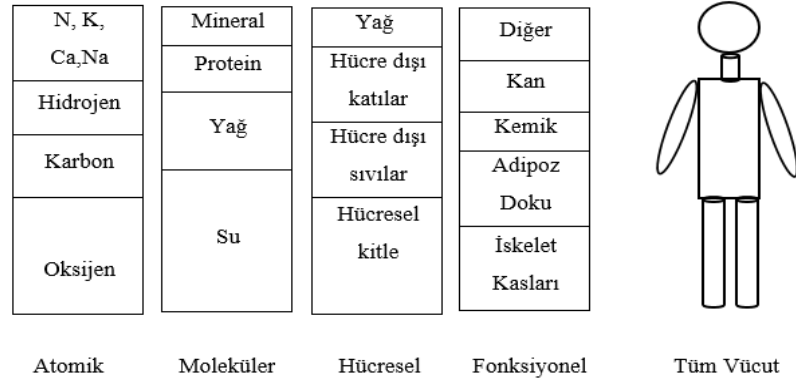 N, K,
Ca,Na
Hidrojen
Karbon
Oksijen
Mineral
Protein
Yağ
Su
Yağ
Hücre dışı
katılar
Hücre dışı
sıvılar
Hücresel
kitle
Diğer
Kan
Kemik
Adipoz
Doku
İskelet
Kasları
Atomik
Moleküler
Hücresel
Fonksiyonel
Tüm Vücut